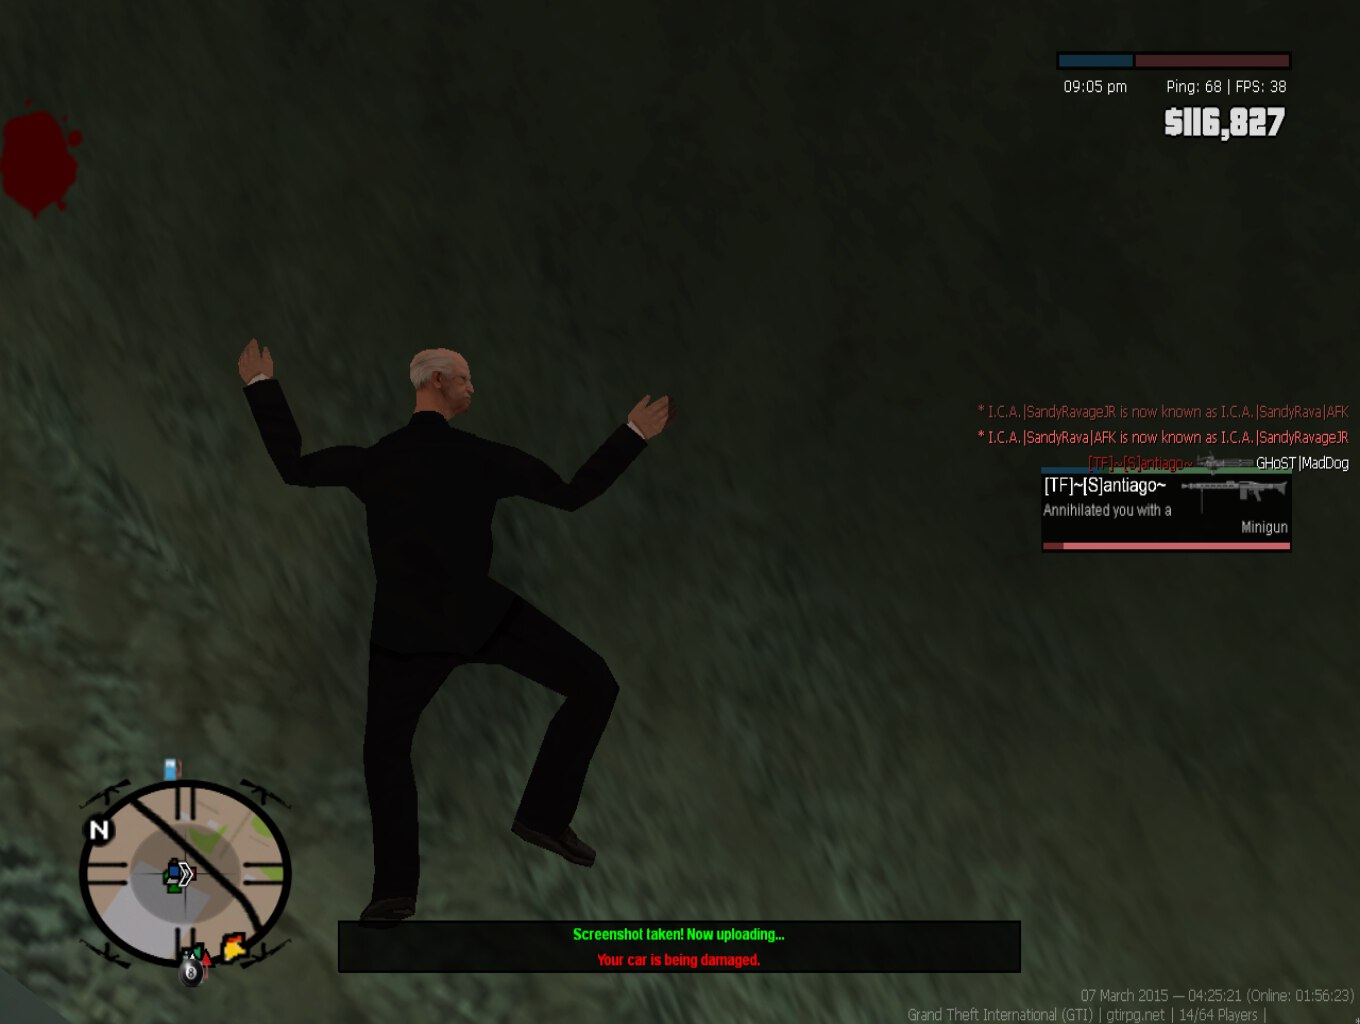 09:05 pm Ping: 68 | FPS: 38
$116,827
* I.C.A.|SandyRavageJR is now known as I.C.A.|SandyRava|AFK
* I.C.A.|SandyRava|AFK is now known as I.C.A.|SandyRavageJR
[TF]~[S]antiago~ GHoST|MadDog
[TF]~[S]antiago~
Annihilated you with a
Minigun
N
8
Screenshot taken! Now uploading...
Your car is being damaged.
07 March 2015 — 04:25:21 (Online: 01:56:23)
Grand Theft International (GTI) | gtirpg.net | 14/64 Players |